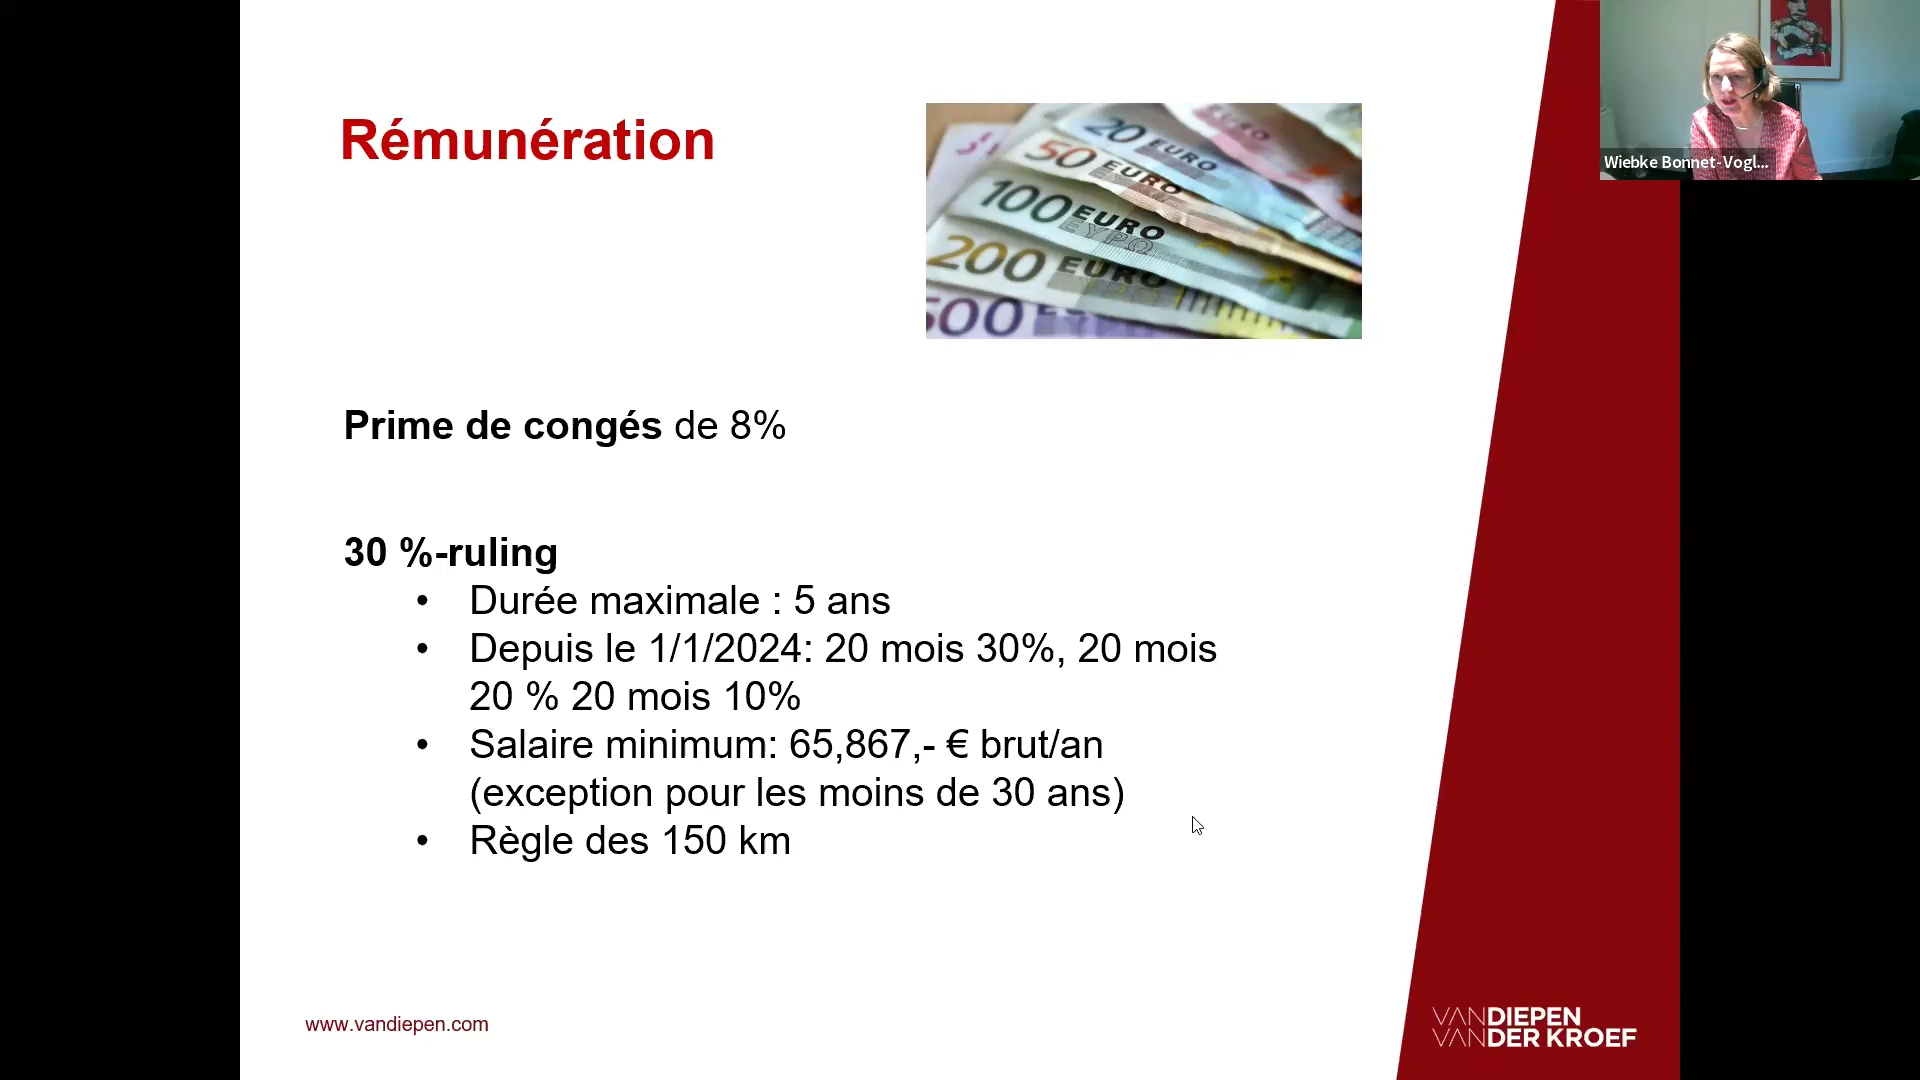 Rémunération
20 EURO
EURO
50 EURO
100 EURO
ΕΥΡΩ
200 EURO
500
Wiebke Bonnet-Vogl...
Prime de congés de 8%
30 %-ruling
• Durée maximale : 5 ans
• Depuis le 1/1/2024: 20 mois 30%, 20 mois
20 % 20 mois 10%
• Salaire minimum: 65,867,- € brut/an
(exception pour les moins de 30 ans)
• Règle des 150 km
www.vandiepen.com
VANDIEPEN
VANDER KROEF